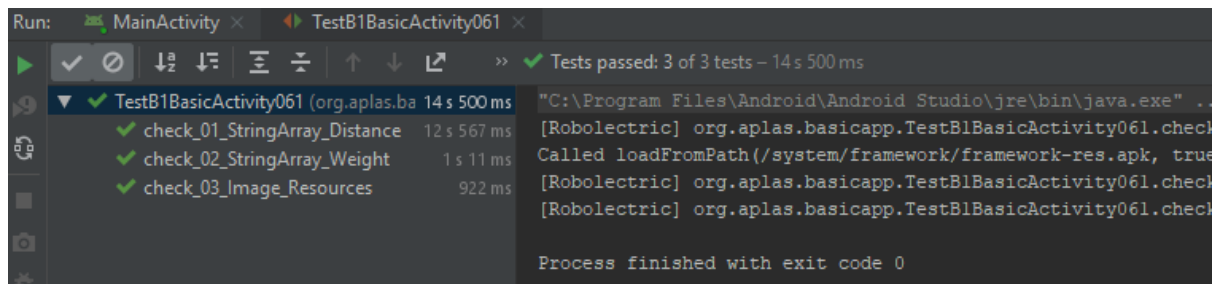 Run: MainActivity × TestB1BasicActivity061 ×
» Tests passed: 3 of 3 tests – 14 s 500 ms
TestB1BasicActivity061 (org.aplas.ba 14 s 500 ms
check_01_StringArray_Distance 12 s 567 ms
check_02_StringArray_Weight 1 s 11 ms
check_03_Image_Resources 922 ms
"C:\Program Files\Android\Android Studio\jre\bin\java.exe" ..
[Robolectric] org.aplas.basicapp.TestB1BasicActivity061.check
Called loadFromPath(/system/framework/framework-res.apk, true
[Robolectric] org.aplas.basicapp.TestB1BasicActivity061.check
[Robolectric] org.aplas.basicapp.TestB1BasicActivity061.check
Process finished with exit code 0